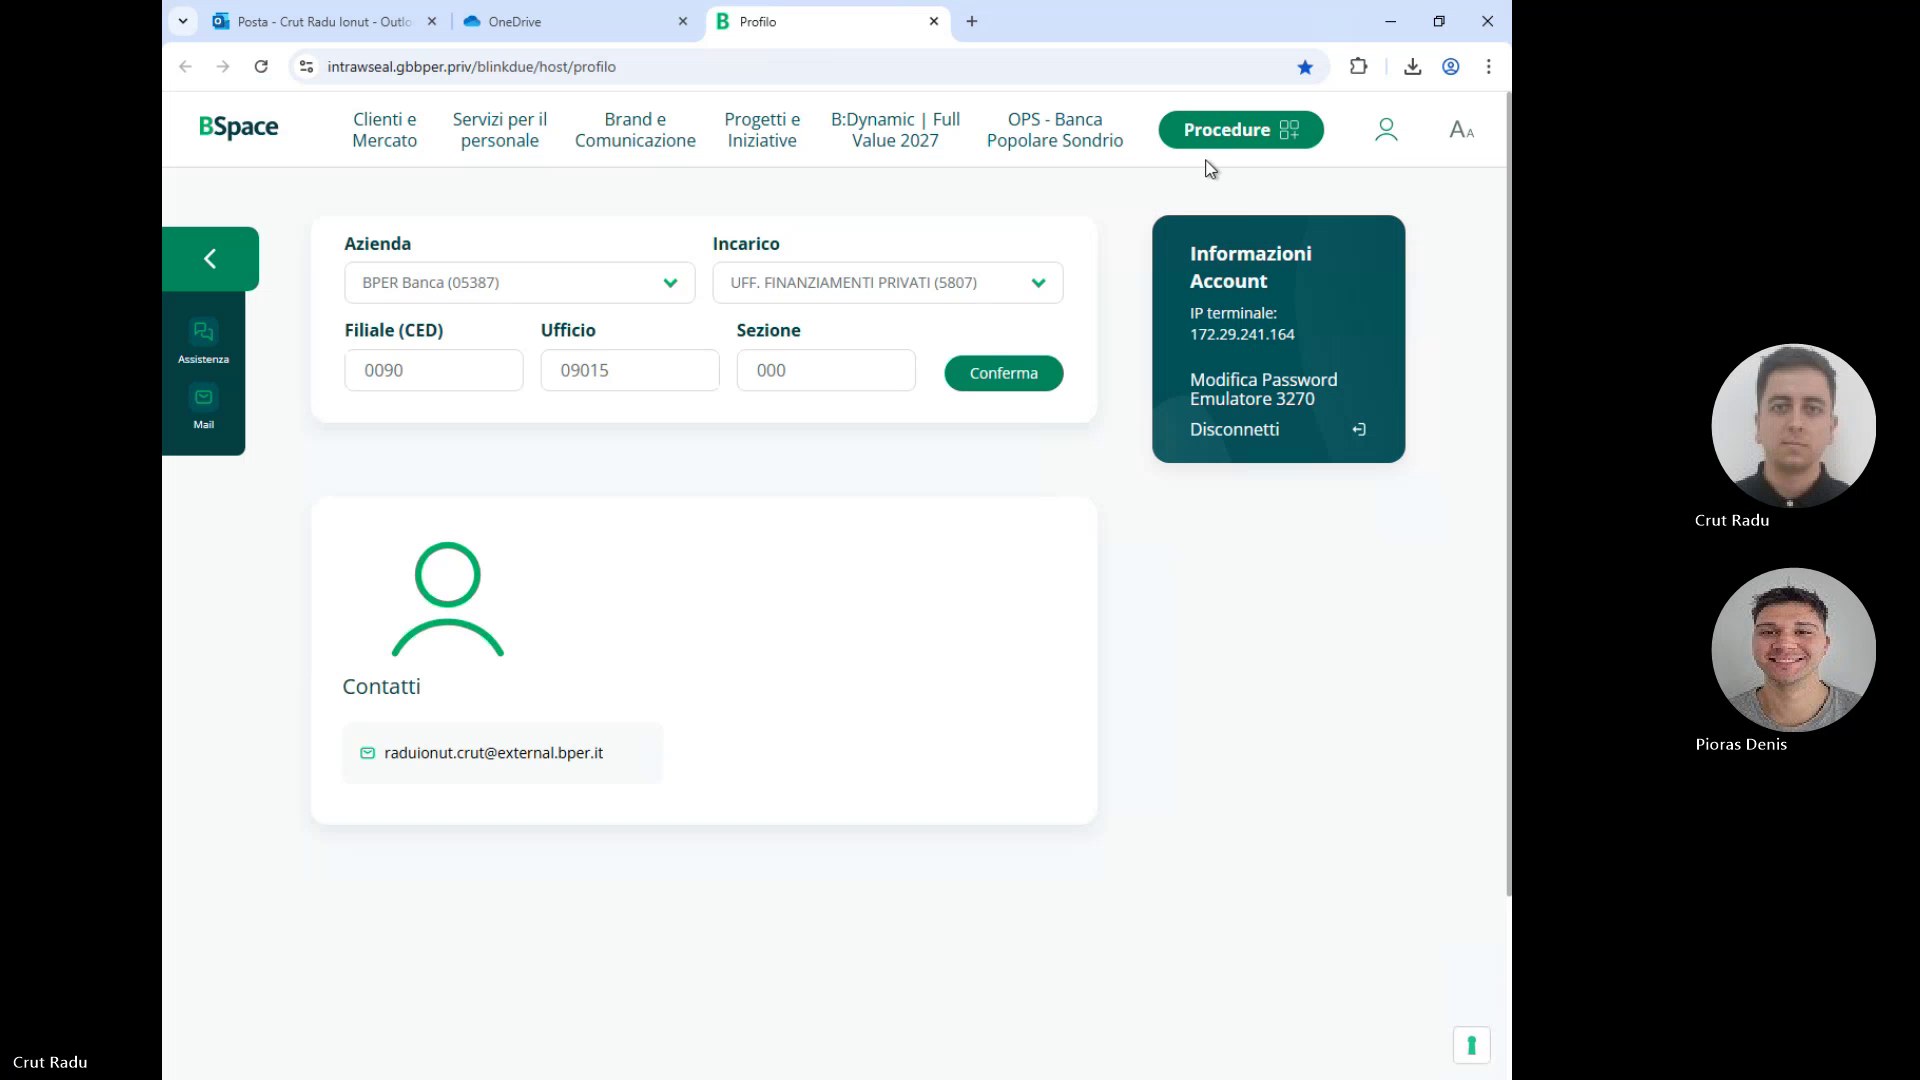 Posta - Crut Radu Ionut - Outlo
OneDrive
Profilo
intrawseal.gbbper.priv/blinkdue/host/profilo
BSpace
Clienti e
Mercato
Servizi per il
personale
Brand e
Comunicazione
Progetti e
Iniziative
B:Dynamic | Full
Value 2027
OPS - Banca
Popolare Sondrio
Procedure
AA
Azienda
Incarico
BPER Banca (05387)
UFF. FINANZIAMENTI PRIVATI (5807)
Filiale (CED)
Ufficio
Sezione
0090
09015
000
Conferma
Informazioni
Account
IP terminale:
172.29.241.164
Modifica Password
Emulatore 3270
Disconnetti
Assistenza
Mail
Contatti
raduionut.crut@external.bper.it
Crut Radu
Pioras Denis
Crut Radu